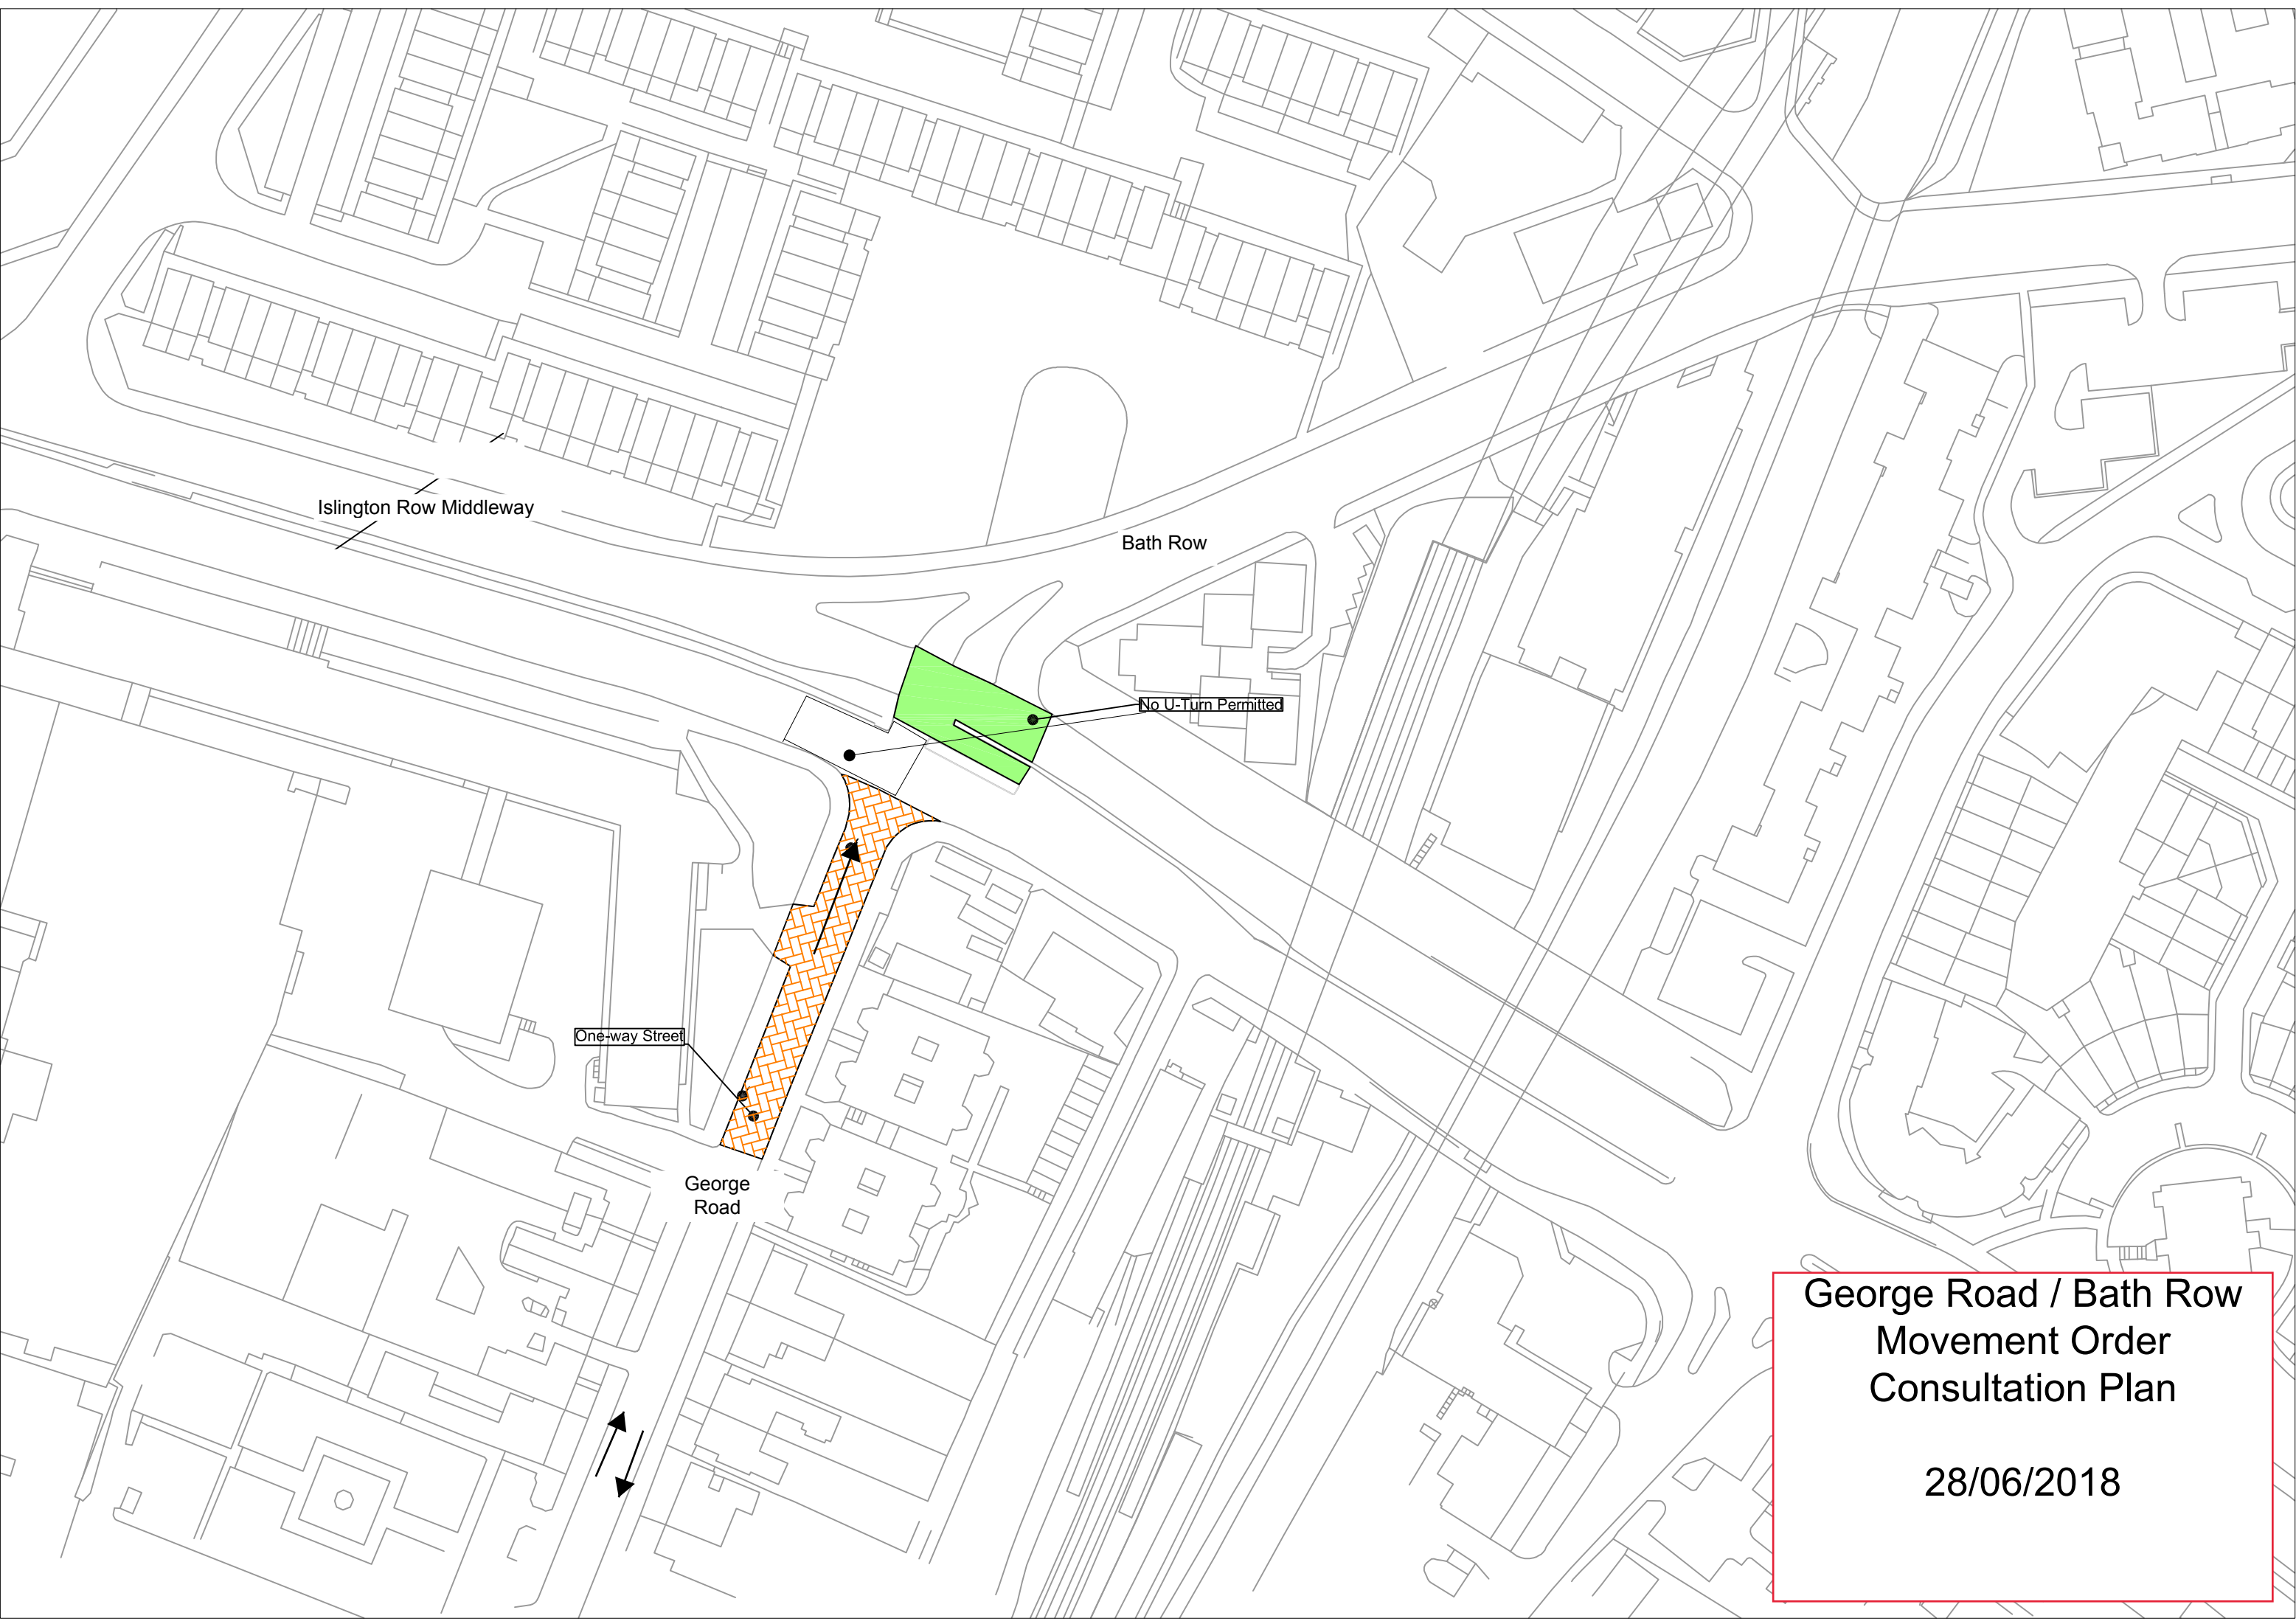 Islington Row Middleway
Bath Row
No U-Turn Permitted
One-way Street
George
Road
George Road / Bath Row
Movement Order
Consultation Plan
28/06/2018